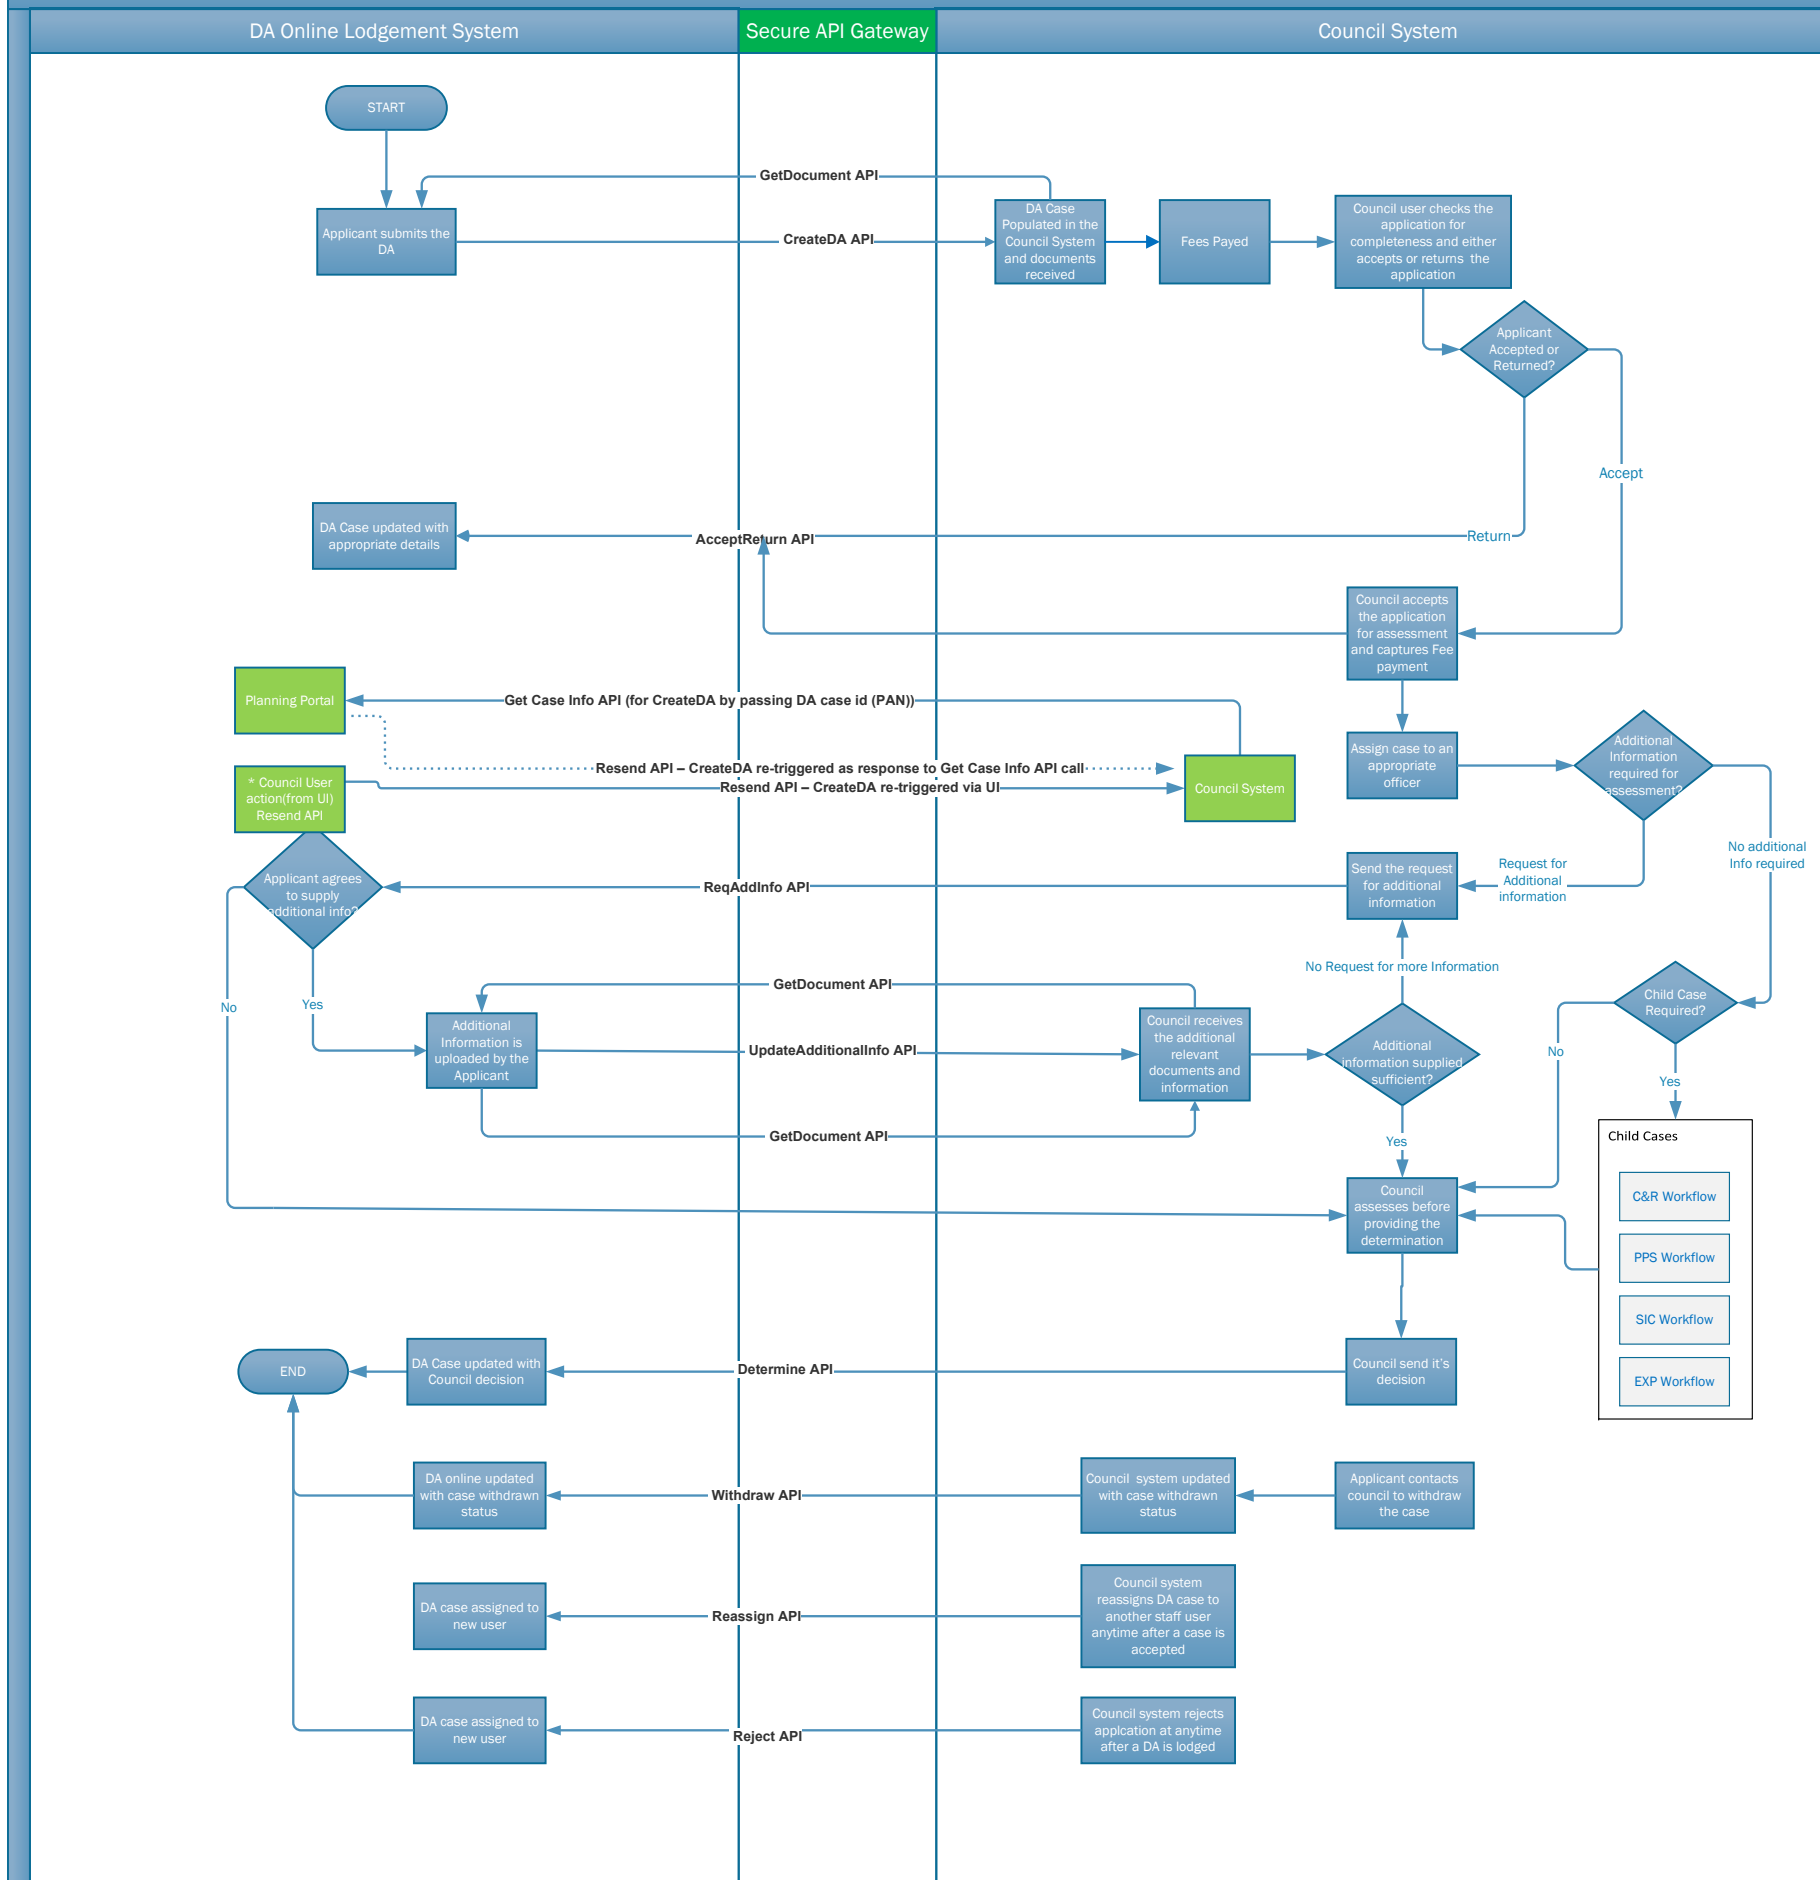 DA Online Lodgement System
Secure API Gateway
Council System
START
GetDocument API
Applicant submits the
DA
CreateDA API
DA Case
Populated in the
Council System
and documents
received
Fees Payed
Council user checks the
application for
completeness and either
accepts or returns the
application
Applicant
Accepted or
Returned?
Accept
DA Case updated with
appropriate details
AcceptReturn API
Return
Council accepts
the application
for assessment
and captures Fee
payment
Planning Portal
Get Case Info API (for CreateDA by passing DA case id (PAN))
Resend API – CreateDA re-triggered as response to Get Case Info API call
* Council User
action(from UI)
Resend API
Resend API – CreateDA re-triggered via UI
Council System
Assign case to an
appropriate
officer
Additional
Information
required for
assessment?
No additional
Info required
Applicant agrees
to supply
additional info?
ReqAddInfo API
Send the request
for additional
information
Request for
Additional
information
No Request for more Information
No
Yes
GetDocument API
Additional
Information is
uploaded by the
Applicant
UpdateAdditionalInfo API
Council receives
the additional
relevant
documents and
information
Additional
information supplied
sufficient?
Child Case
Required?
No
Yes
GetDocument API
Yes
Child Cases
C&R Workflow
PPS Workflow
SIC Workflow
EXP Workflow
Council
assesses before
providing the
determination
END
DA Case updated with
Council decision
Determine API
Council send it's
decision
DA online updated
with case withdrawn
status
Withdraw API
Council system updated
with case withdrawn
status
Applicant contacts
council to withdraw
the case
DA case assigned to
new user
Reassign API
Council system
reassigns DA case to
another staff user
anytime after a case is
accepted
DA case assigned to
new user
Reject API
Council system rejects
applcation at anytime
after a DA is lodged